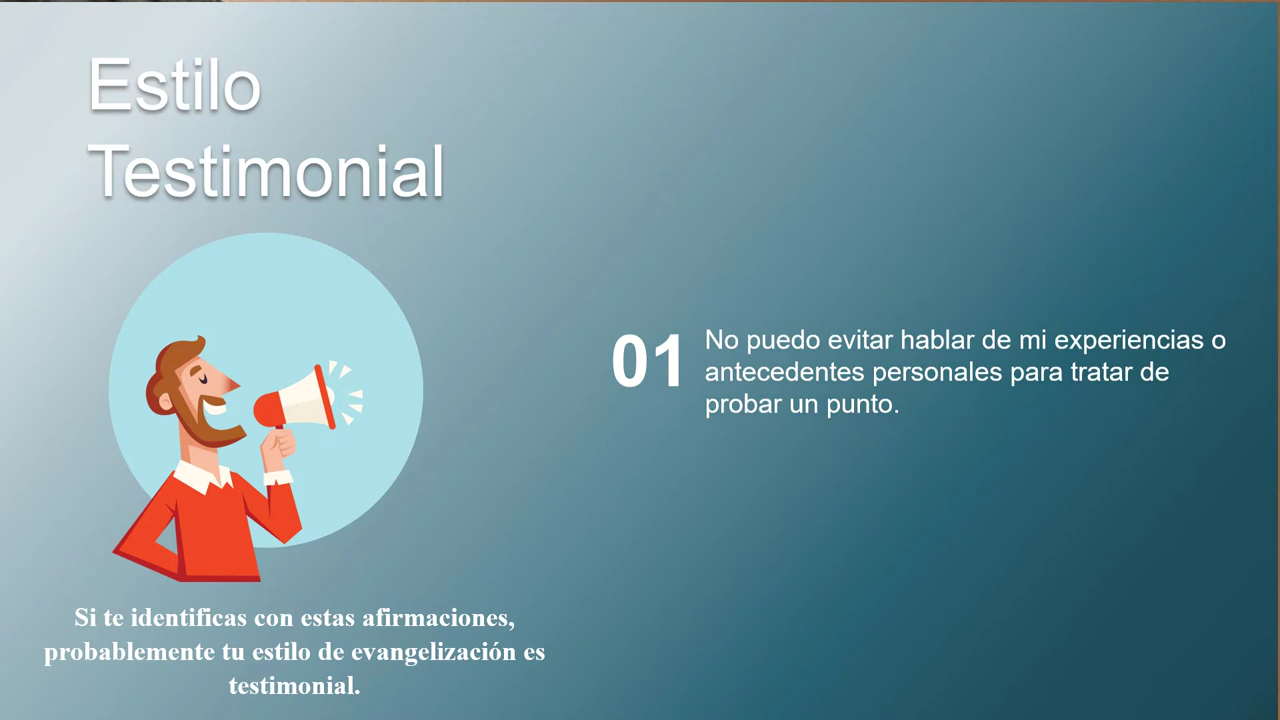 Estilo
Testimonial
01
No puedo evitar hablar de mi experiencias o
antecedentes personales para tratar de
probar un punto.
Si te identificas con estas afirmaciones,
probablemente tu estilo de evangelización es
testimonial.